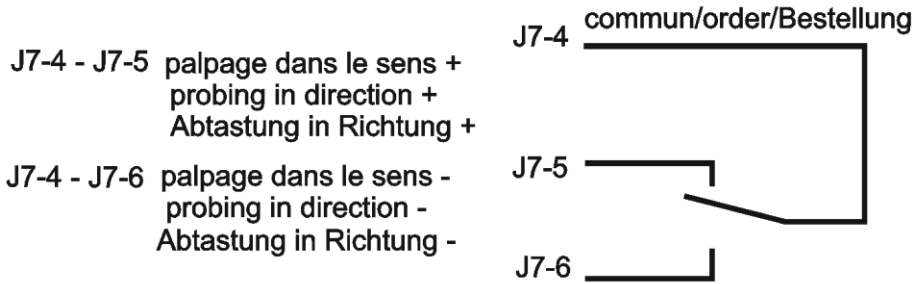 J7-4 - J7-5 palpage dans le sens +
probing in direction +
Abtastung in Richtung +
J7-4 - J7-6 palpage dans le sens -
probing in direction -
Abtastung in Richtung -
commun/order/Bestellung
J7-4
J7-5
J7-6